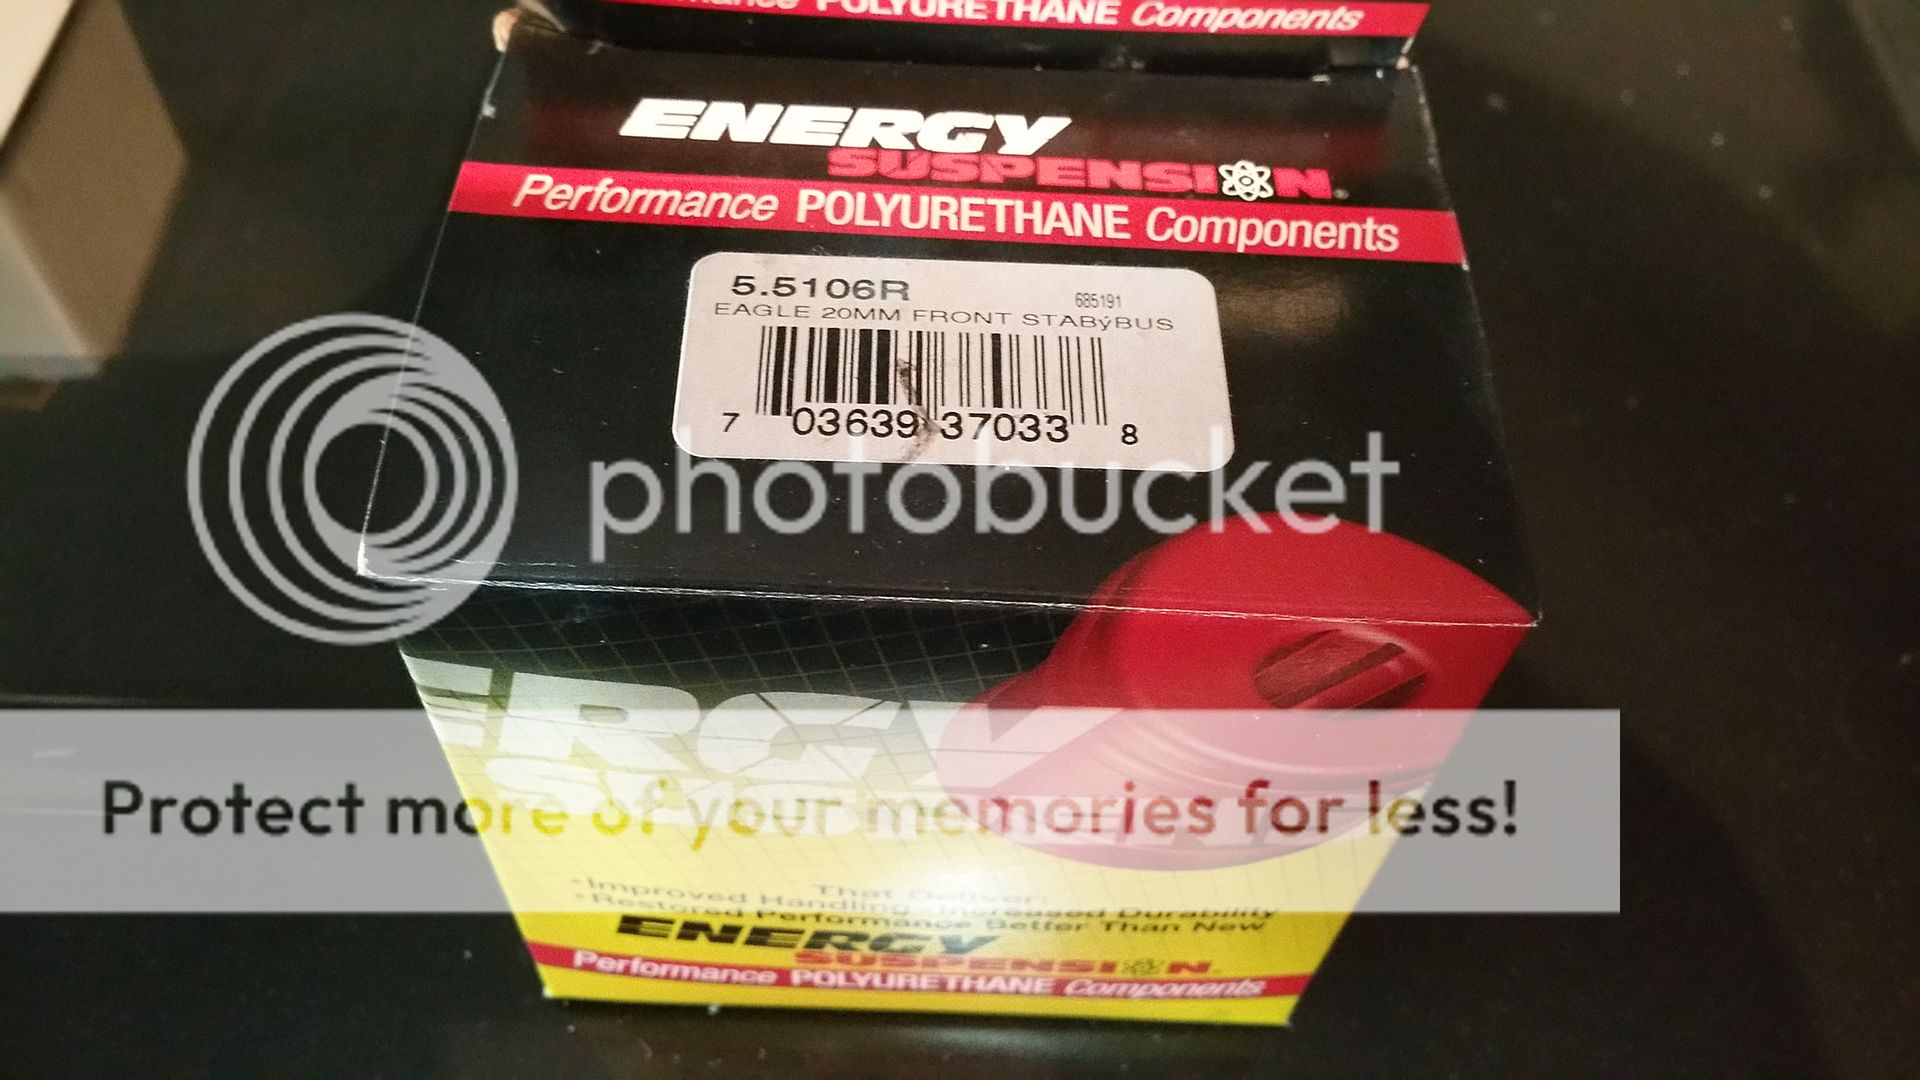 POLYURETHANE Components
ENERGY
SUSPENSION
Performance POLYURETHANE Components
5.5106R
685191
EAGLE 20MM FRONT STABýBUS
7 03639 37033 8
photobucket
ERGY
Protect more of your memories for less!
That Deliver:
•Improved Handling •Increased Durability
•Restored Performance Better Than New
ENERGY
SUSPENSION
Performance POLYURETHANE Components